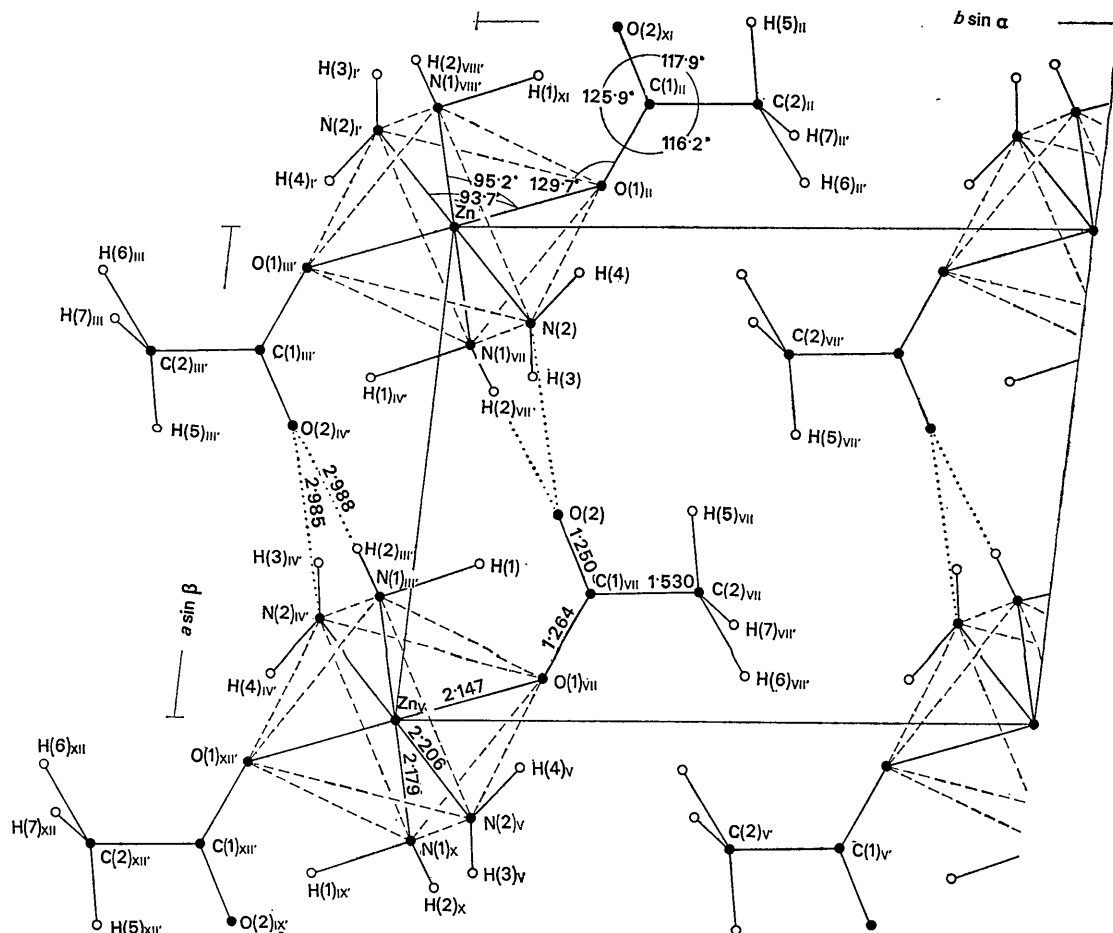 b sin α
O(2)XI
H(5)II
H(3)I'
H(2)VIII'
N(1)VIII'
H(1)XI
117·9°
C(1)II
125·9°
C(2)II
N(2)I'
116·2°
H(7)II'
H(4)I'
95·2°
129·7°
O(1)II
H(6)II'
93·7°
Zn
H(6)III
O(1)III'
H(4)
H(7)III
N(2)
C(2)III'
C(1)III'
N(1)VII
C(2)VII'
H(1)IV'
H(3)
H(2)VII'
H(5)III'
O(2)IV'
H(5)VII'
2·988
2·985
O(2)
H(5)VII
H(3)IV'
H(2)III'
H(1)
1·250
N(1)III'
C(1)VII
1·530
C(2)VII
a sin β
N(2)IV'
H(7)VII'
1·264
H(4)IV'
2·147
O(1)VII
H(6)VII'
ZnV
H(6)XII
O(1)XII'
2·206
H(4)V
2·179
H(7)XII
N(2)V
C(2)XII'
C(1)XII'
N(1)X
C(2)V'
C(1)V'
H(1)IX'
H(3)V
H(2)X
H(5)XII'
O(2)IX'